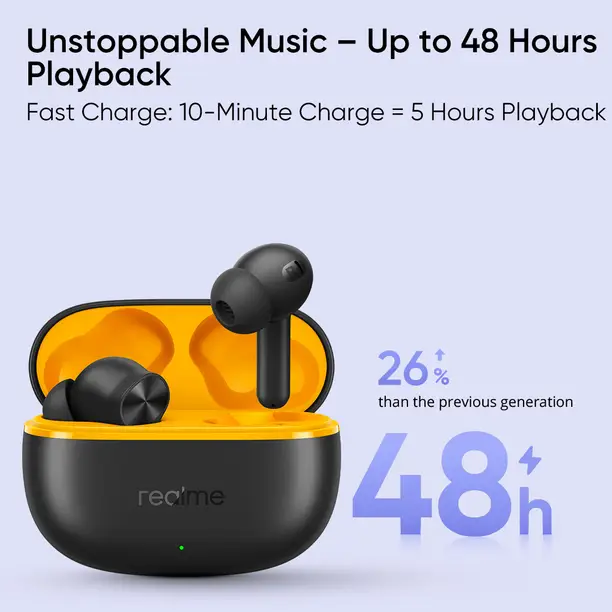 Unstoppable Music – Up to 48 Hours
Playback
Fast Charge: 10-Minute Charge = 5 Hours Playback
26%
than the previous generation
48h
realme